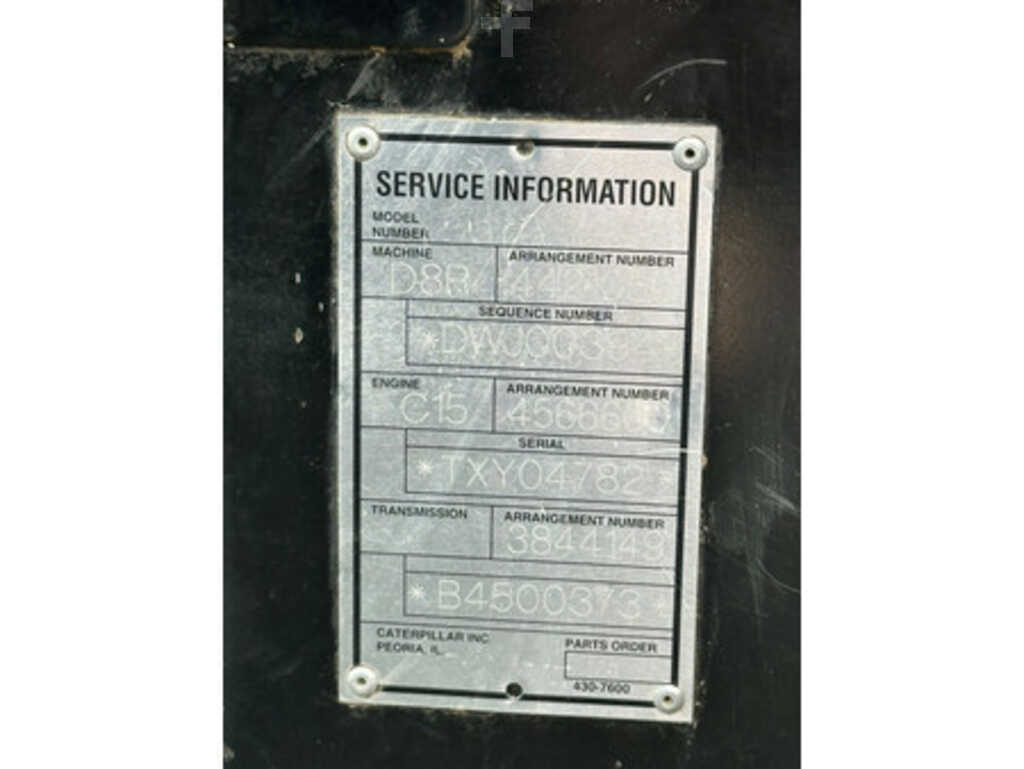 SERVICE INFORMATION
MODEL
NUMBER
MACHINE ARRANGEMENT NUMBER
D8R
SEQUENCE NUMBER
ENGINE ARRANGEMENT NUMBER
C15
SERIAL
*TXY04782*
TRANSMISSION ARRANGEMENT NUMBER
3844149
*B4500373*
CATERPILLAR INC.
PEORIA, IL. PARTS ORDER
430-7600